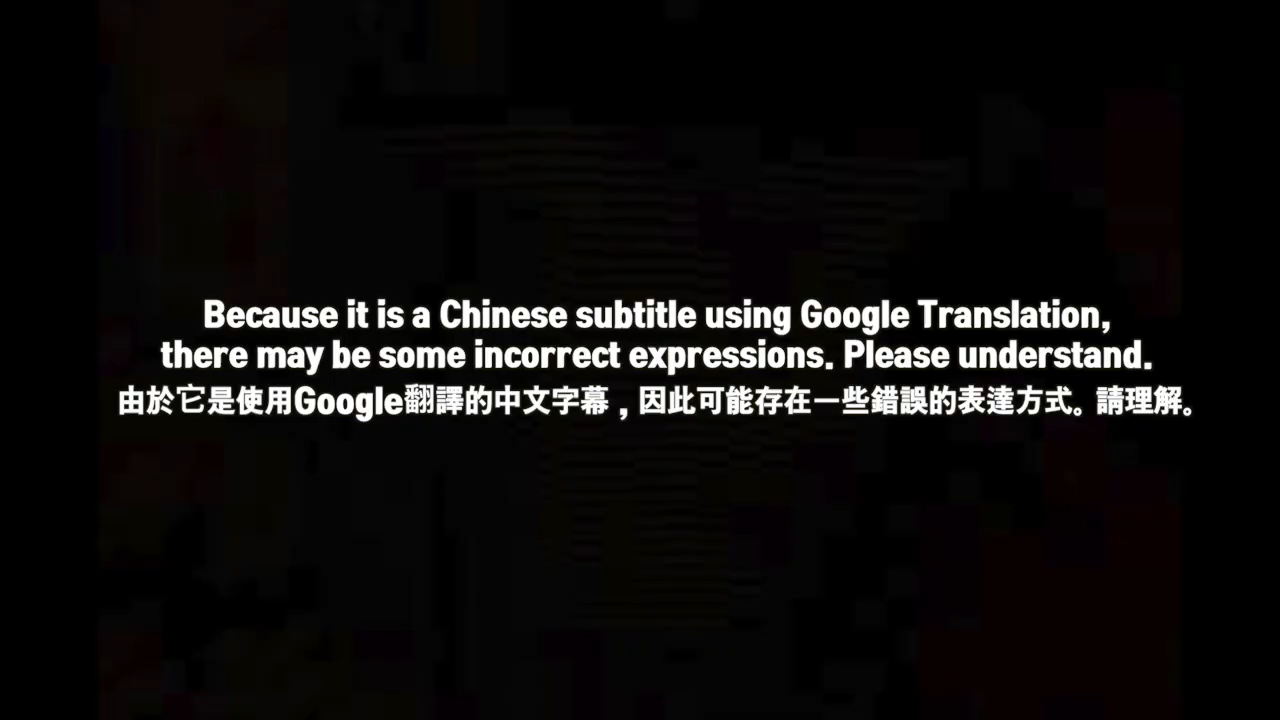 Because it is a Chinese subtitle using Google Translation,
there may be some incorrect expressions. Please understand.
由於它是使用Google翻譯的中文字幕，因此可能存在一些錯誤的表達方式。請理解。